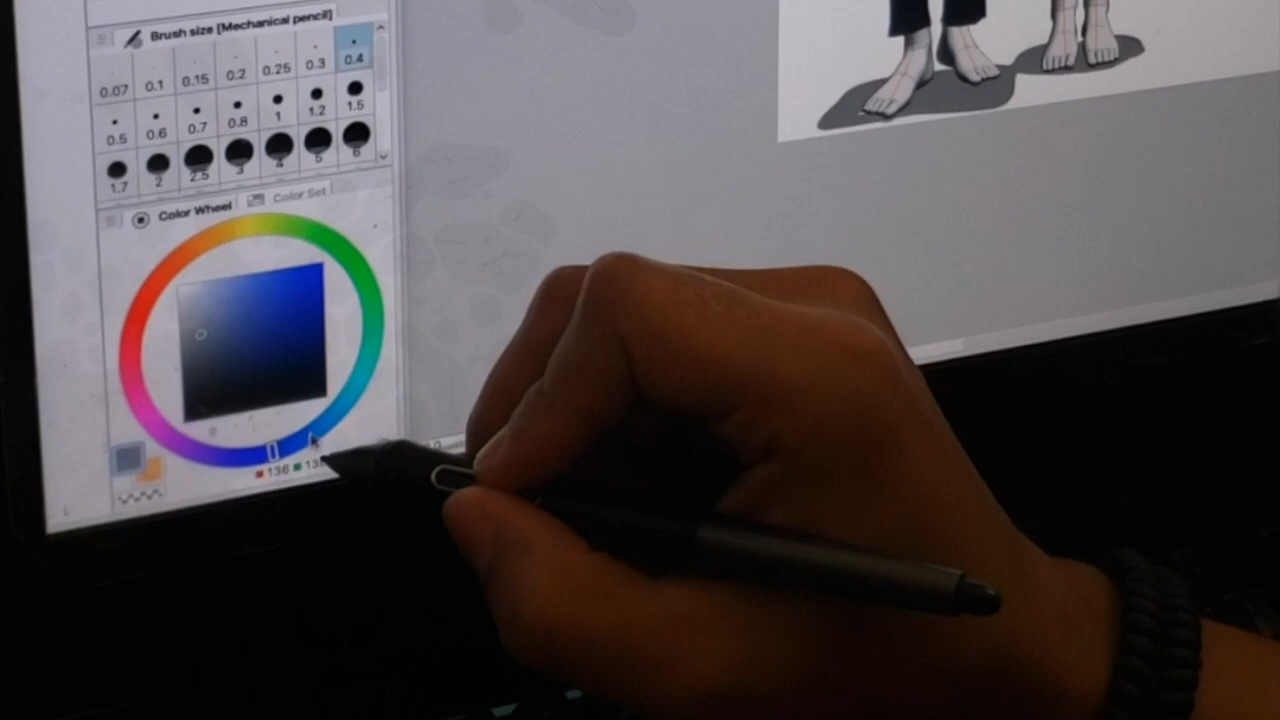 Brush size [Mechanical pencil]
0.07 0.1 0.15 0.2 0.25 0.3 0.4
0.5 0.6 0.7 0.8 1 1.2 1.5
1.7 2 2.5 3 4 5 6
Color Wheel Color Set
136